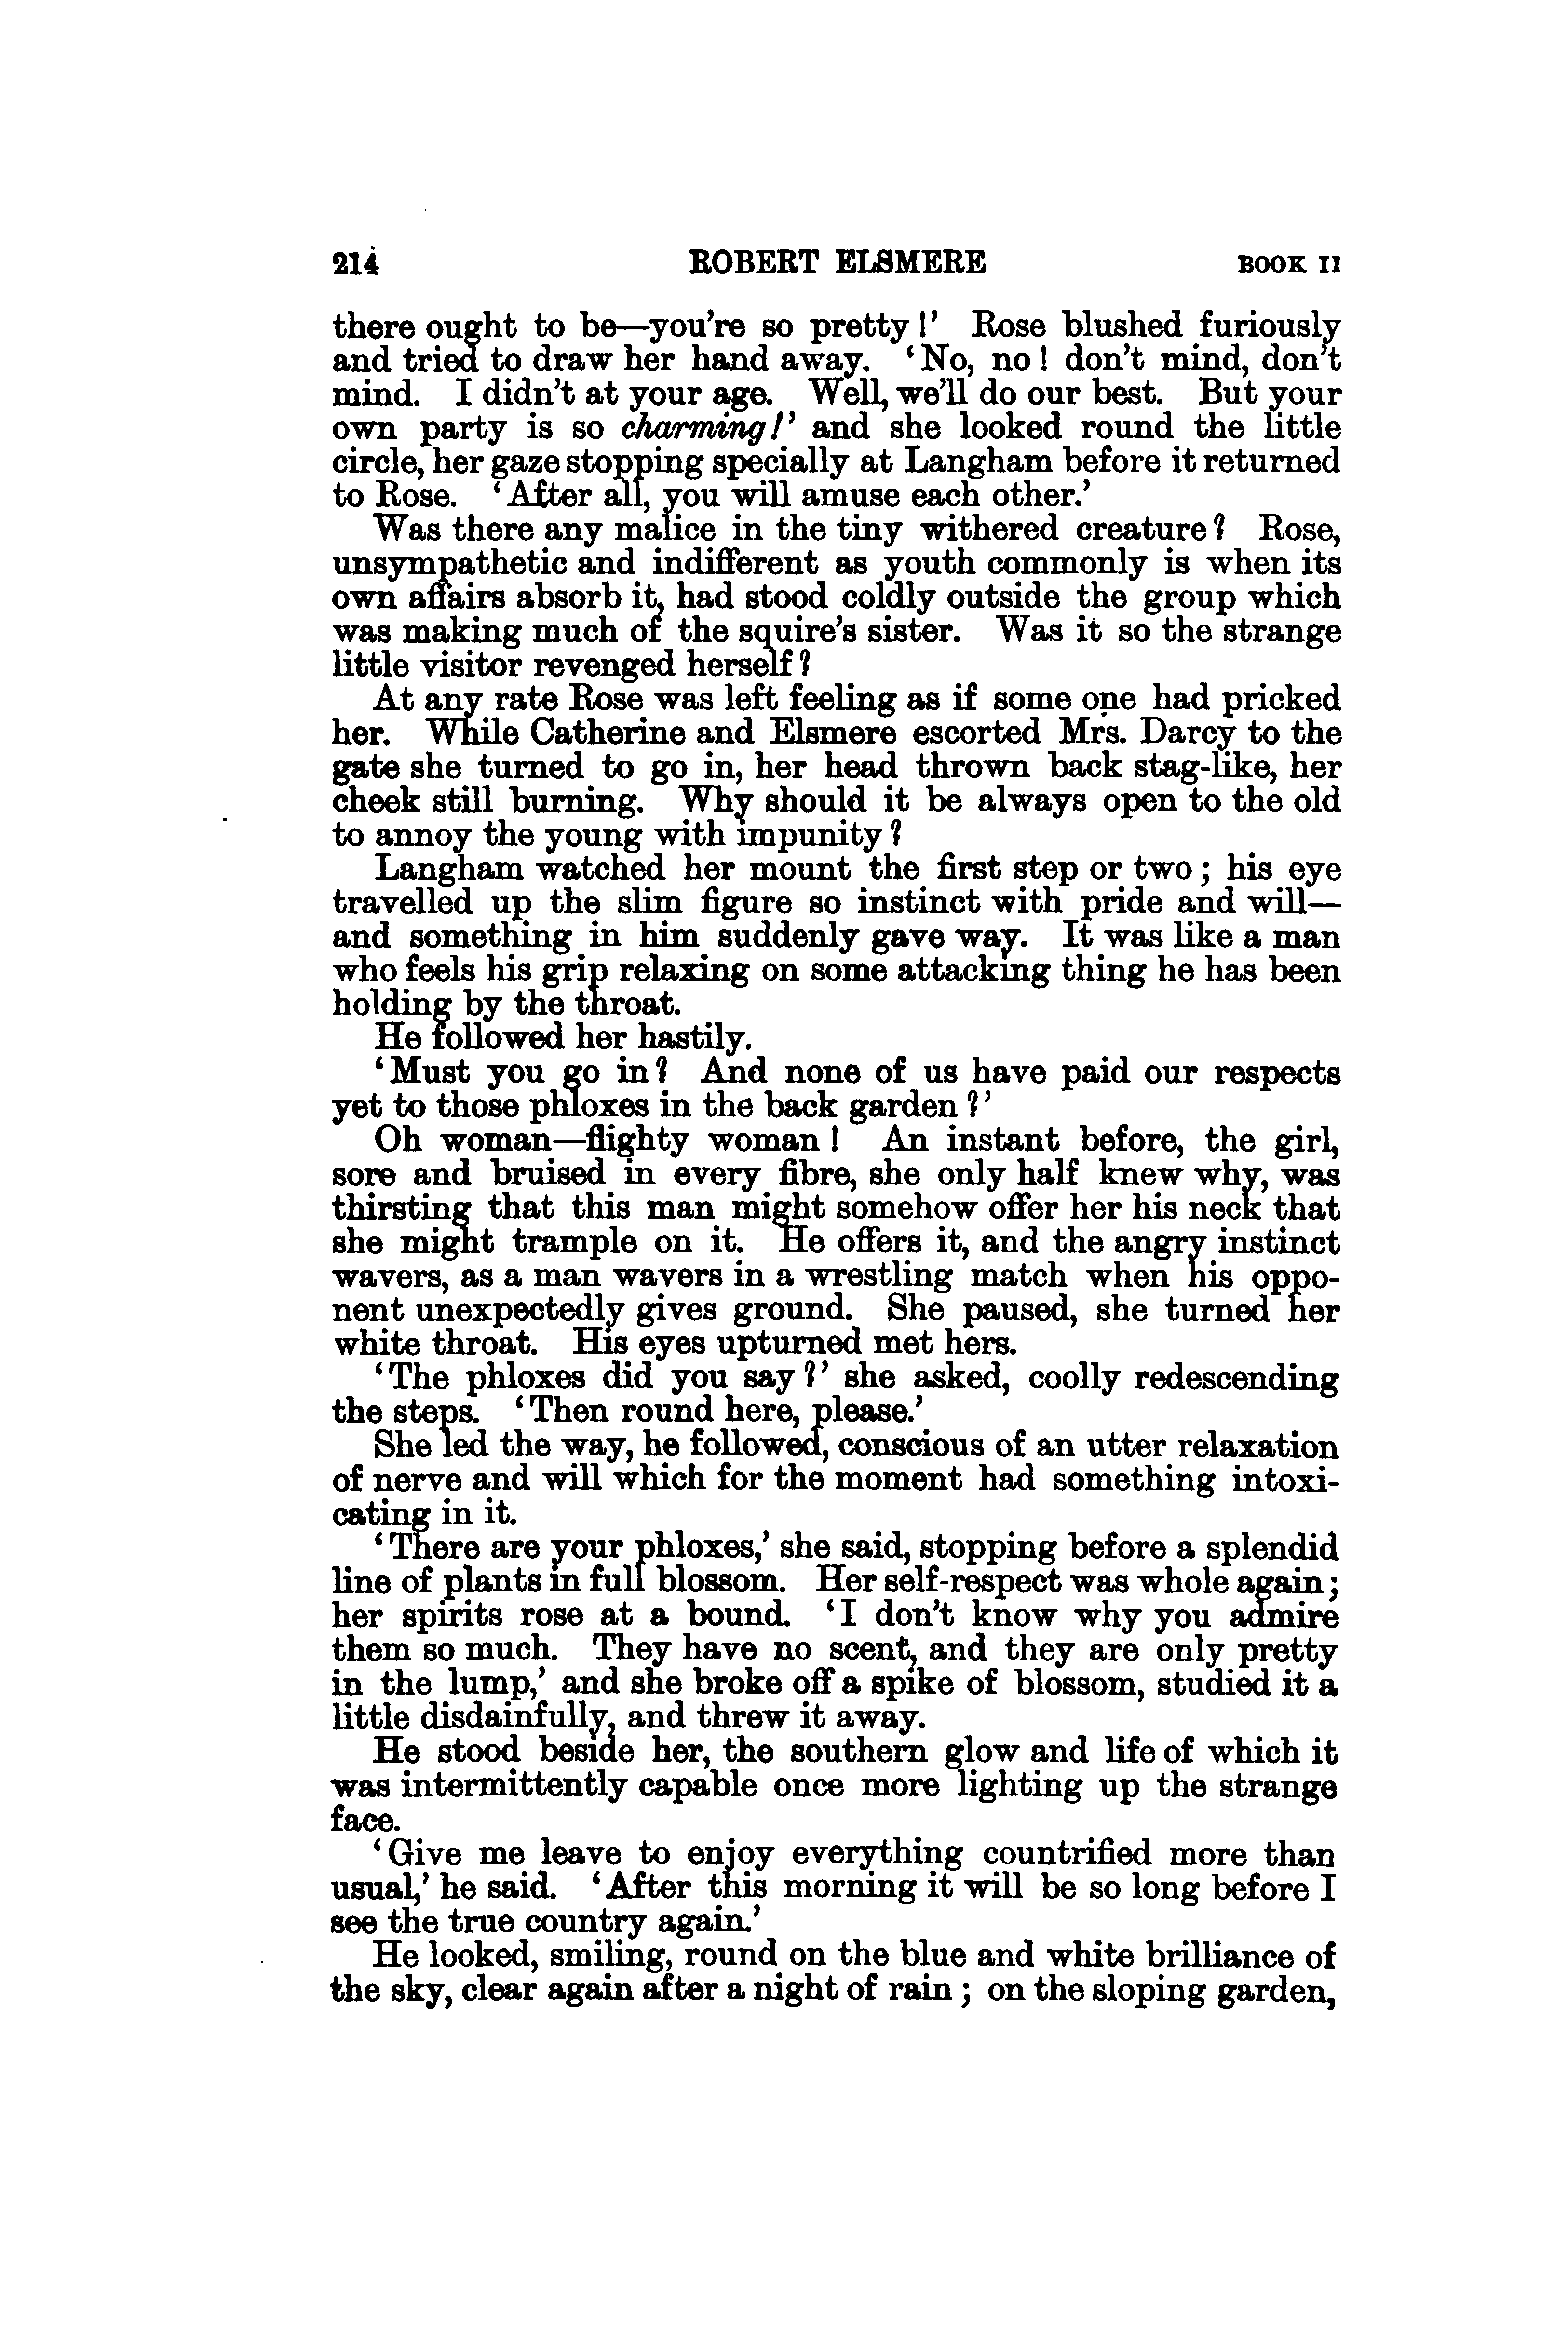 214 ROBERT ELSMERE BOOK II
there ought to be—you're so pretty!' Rose blushed furiously
and tried to draw her hand away. 'No, no! don't mind, don't
mind. I didn't at your age. Well, we'll do our best. But your
own party is so charming!' and she looked round the little
circle, her gaze stopping specially at Langham before it returned
to Rose. 'After all, you will amuse each other.'
Was there any malice in the tiny withered creature? Rose,
unsympathetic and indifferent as youth commonly is when its
own affairs absorb it, had stood coldly outside the group which
was making much of the squire's sister. Was it so the strange
little visitor revenged herself?
At any rate Rose was left feeling as if some one had pricked
her. While Catherine and Elsmere escorted Mrs. Darcy to the
gate she turned to go in, her head thrown back stag-like, her
cheek still burning. Why should it be always open to the old
to annoy the young with impunity?
Langham watched her mount the first step or two; his eye
travelled up the slim figure so instinct with pride and will—
and something in him suddenly gave way. It was like a man
who feels his grip relaxing on some attacking thing he has been
holding by the throat.
He followed her hastily.
'Must you go in? And none of us have paid our respects
yet to those phloxes in the back garden?'
Oh woman—flighty woman! An instant before, the girl,
sore and bruised in every fibre, she only half knew why, was
thirsting that this man might somehow offer her his neck that
she might trample on it. He offers it, and the angry instinct
wavers, as a man wavers in a wrestling match when his oppo-
nent unexpectedly gives ground. She paused, she turned her
white throat. His eyes upturned met hers.
'The phloxes did you say?' she asked, coolly redescending
the steps. 'Then round here, please.'
She led the way, he followed, conscious of an utter relaxation
of nerve and will which for the moment had something intoxi-
cating in it.
'There are your phloxes,' she said, stopping before a splendid
line of plants in full blossom. Her self-respect was whole again;
her spirits rose at a bound. 'I don't know why you admire
them so much. They have no scent, and they are only pretty
in the lump,' and she broke off a spike of blossom, studied it a
little disdainfully, and threw it away.
He stood beside her, the southern glow and life of which it
was intermittently capable once more lighting up the strange
face.
'Give me leave to enjoy everything countrified more than
usual,' he said. 'After this morning it will be so long before I
see the true country again.'
He looked, smiling, round on the blue and white brilliance of
the sky, clear again after a night of rain; on the sloping garden,